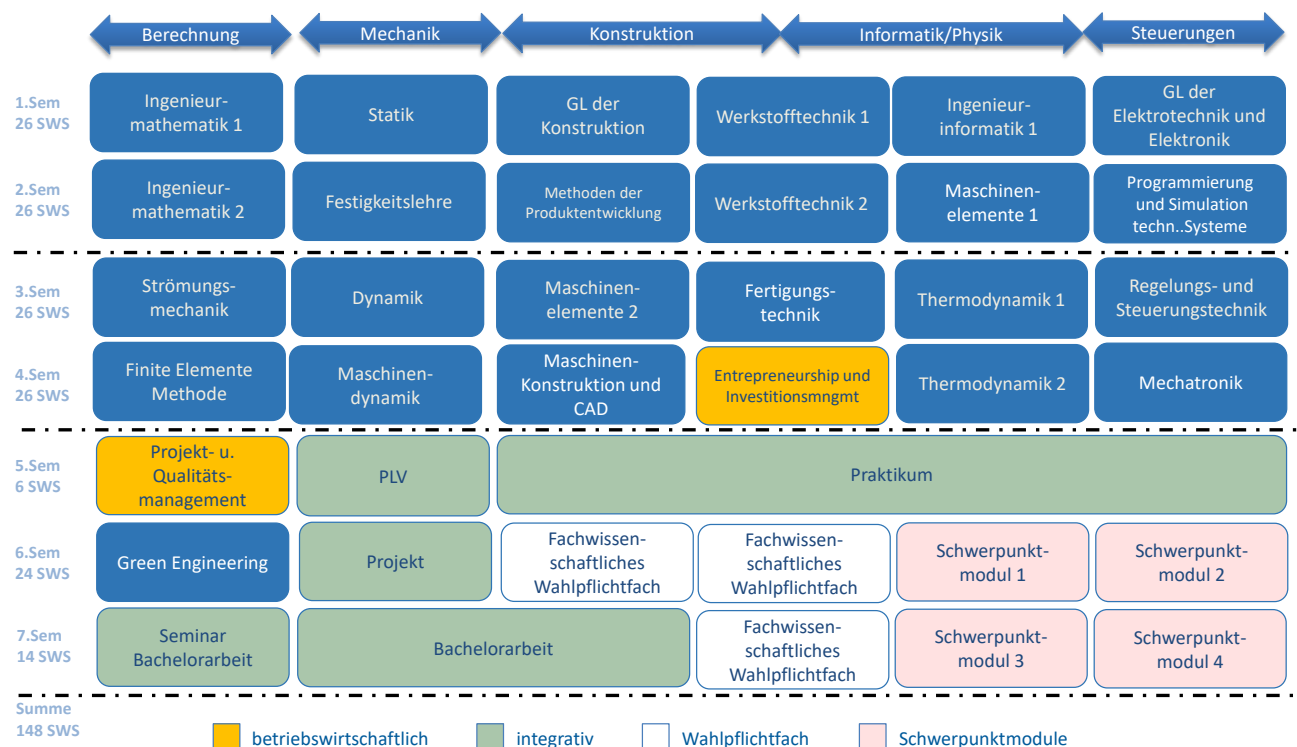 Berechnung
Mechanik
Konstruktion
Informatik/Physik
Steuerungen
1.Sem
26 SWS
Ingenieur-
mathematik 1
Statik
GL der
Konstruktion
Werkstofftechnik 1
Ingenieur-
informatik 1
GL der
Elektrotechnik und
Elektronik
2.Sem
26 SWS
Ingenieur-
mathematik 2
Festigkeitslehre
Methoden der
Produktentwicklung
Werkstofftechnik 2
Maschinen-
elemente 1
Programmierung
und Simulation
techn..Systeme
3.Sem
26 SWS
Strömungs-
mechanik
Dynamik
Maschinen-
elemente 2
Fertigungs-
technik
Thermodynamik 1
Regelungs- und
Steuerungstechnik
4.Sem
26 SWS
Finite Elemente
Methode
Maschinen-
dynamik
Maschinen-
Konstruktion und
CAD
Entrepreneurship und
Investitionsmngmt
Thermodynamik 2
Mechatronik
5.Sem
6 SWS
Projekt- u.
Qualitäts-
management
PLV
Praktikum
6.Sem
24 SWS
Green Engineering
Projekt
Fachwissen-
schaftliches
Wahlpflichtfach
Fachwissen-
schaftliches
Wahlpflichtfach
Schwerpunkt-
modul 1
Schwerpunkt-
modul 2
7.Sem
14 SWS
Seminar
Bachelorarbeit
Bachelorarbeit
Fachwissen-
schaftliches
Wahlpflichtfach
Schwerpunkt-
modul 3
Schwerpunkt-
modul 4
Summe
148 SWS
betriebswirtschaftlich
integrativ
Wahlpflichtfach
Schwerpunktmodule